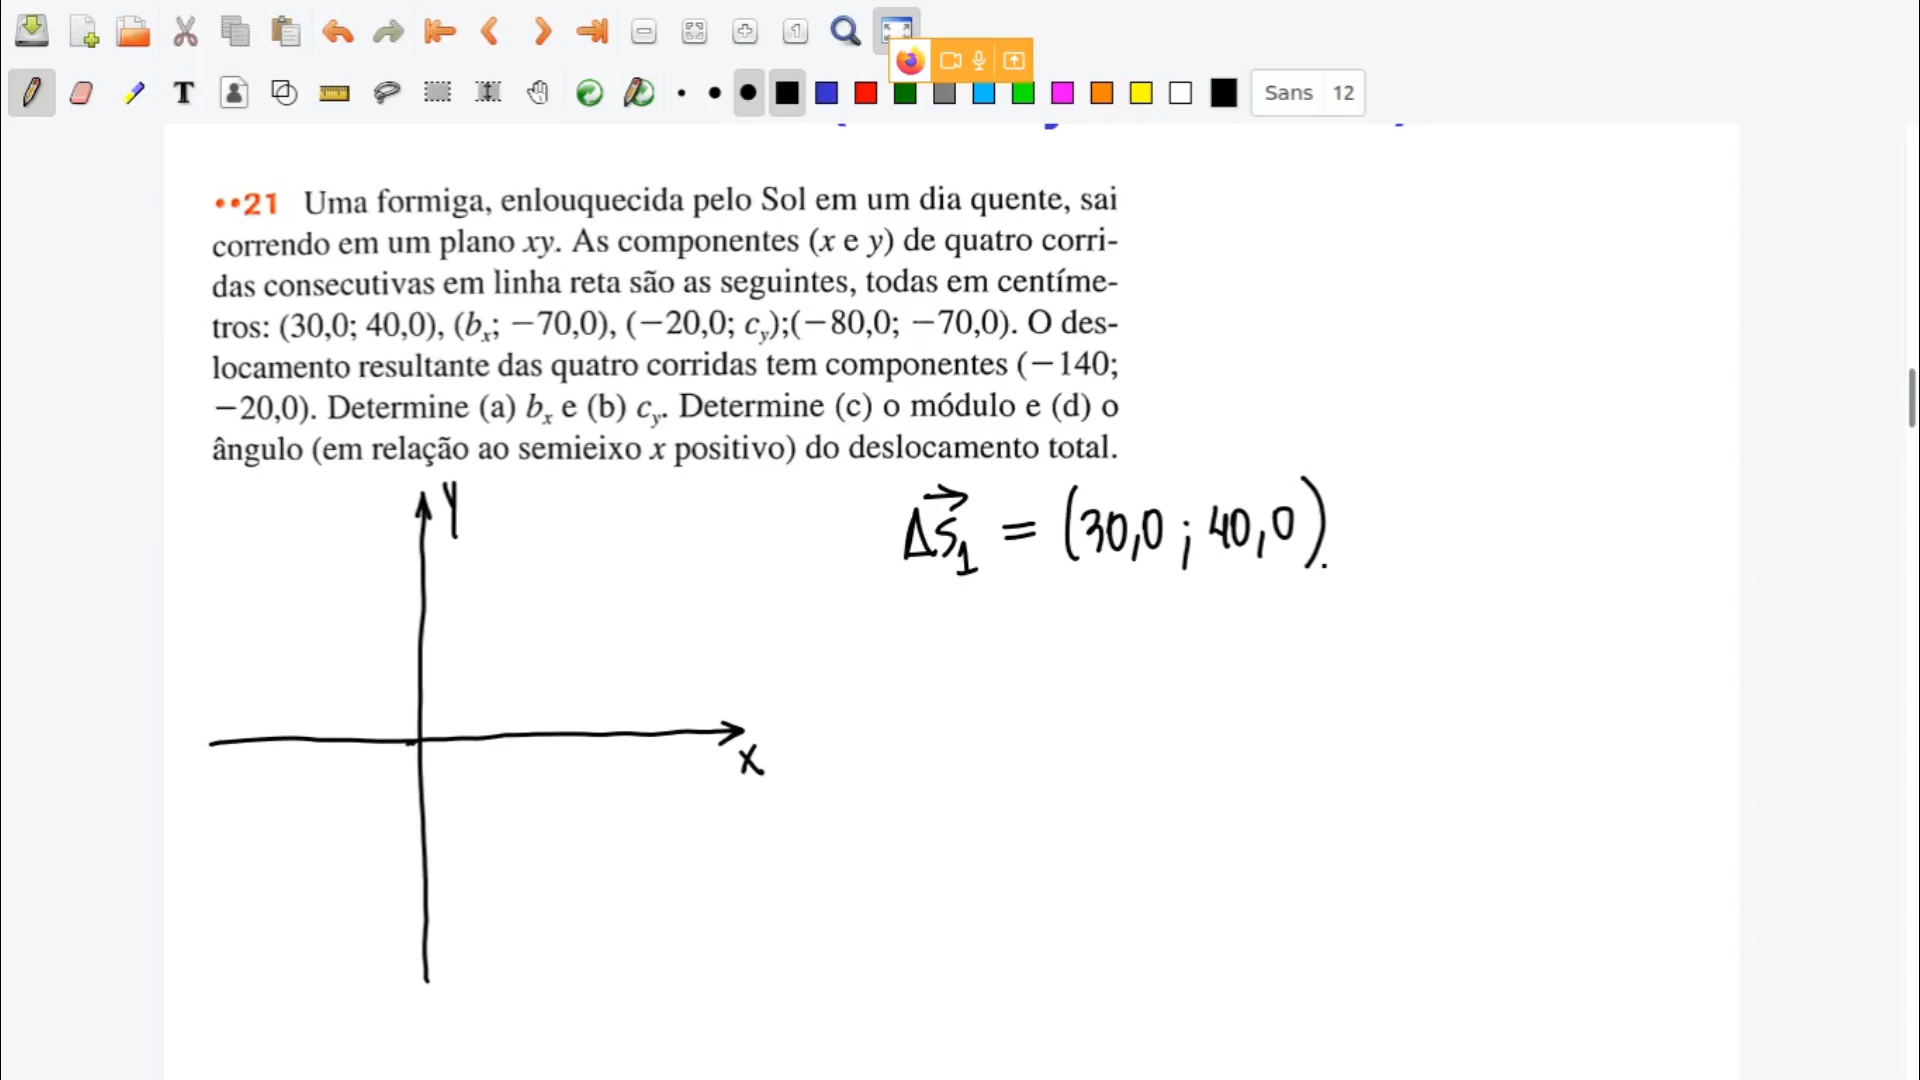 T
1
Sans 12
••21 Uma formiga, enlouquecida pelo Sol em um dia quente, sai
correndo em um plano xy. As componentes (x e y) de quatro corri-
das consecutivas em linha reta são as seguintes, todas em centíme-
tros: (30,0; 40,0), (bₓ; −70,0), (−20,0; c_y);(−80,0; −70,0). O des-
locamento resultante das quatro corridas tem componentes (−140;
−20,0). Determine (a) bₓ e (b) c_y. Determine (c) o módulo e (d) o
ângulo (em relação ao semieixo x positivo) do deslocamento total.
y
Δs⃗₁ = (30,0 ; 40,0).
x